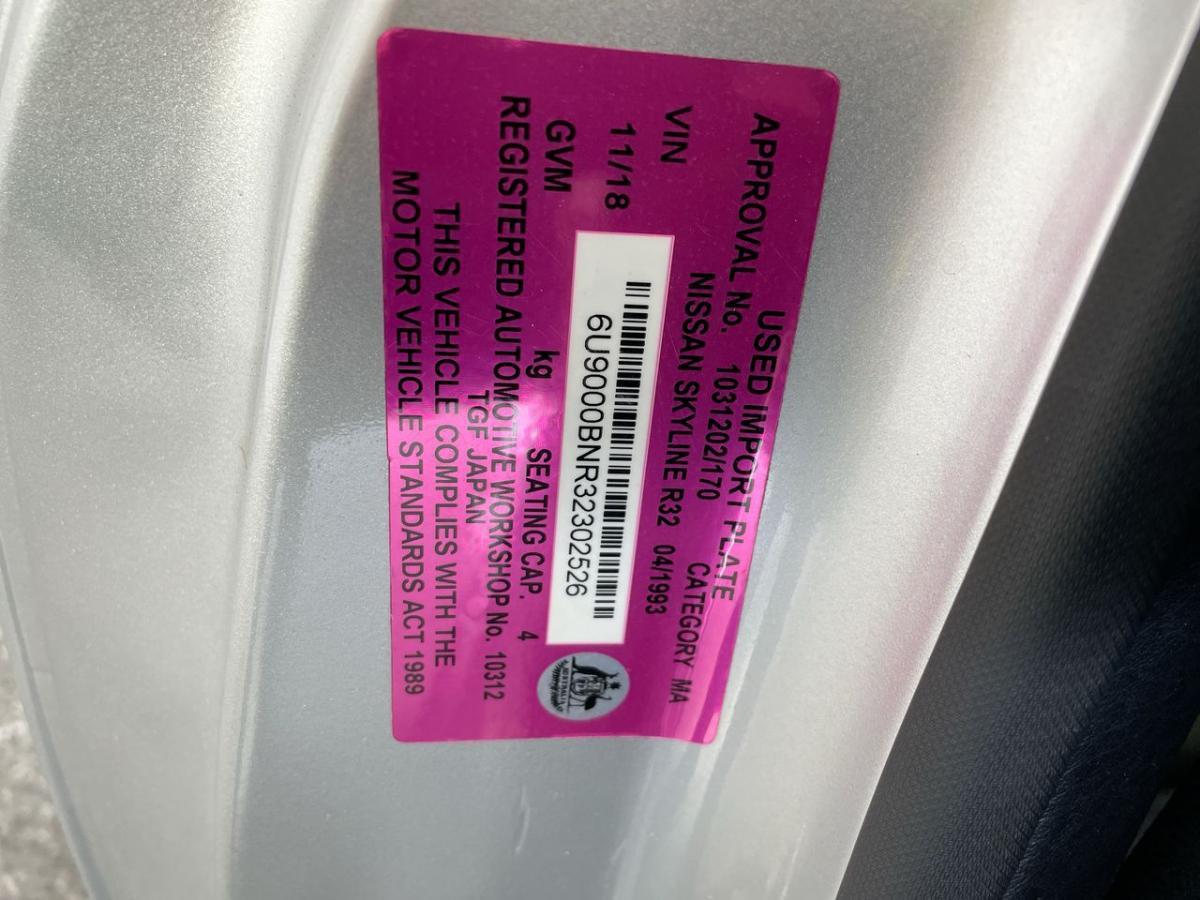 USED IMPORT PLATE
APPROVAL No. 1031202/170 CATEGORY MA
NISSAN SKYLINE R32 04/1993
VIN
11/18 6U9000BNR32302526
GVM kg SEATING CAP. 4
REGISTERED AUTOMOTIVE WORKSHOP No. 10312
TGF JAPAN
THIS VEHICLE COMPLIES WITH THE
MOTOR VEHICLE STANDARDS ACT 1989
AUSTRALIA